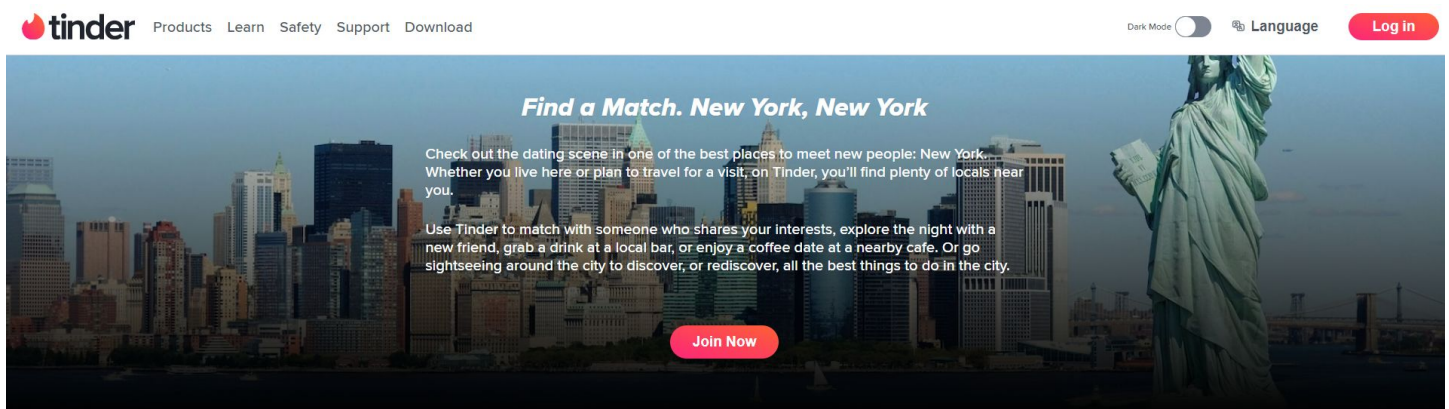 tinder
Products
Learn
Safety
Support
Download
Dark Mode
Language
Log in
Find a Match. New York, New York
Check out the dating scene in one of the best places to meet new people: New York.
Whether you live here or plan to travel for a visit, on Tinder, you'll find plenty of locals near
you.
Use Tinder to match with someone who shares your interests, explore the night with a
new friend, grab a drink at a local bar, or enjoy a coffee date at a nearby cafe. Or go
sightseeing around the city to discover, or rediscover, all the best things to do in the city.
Join Now